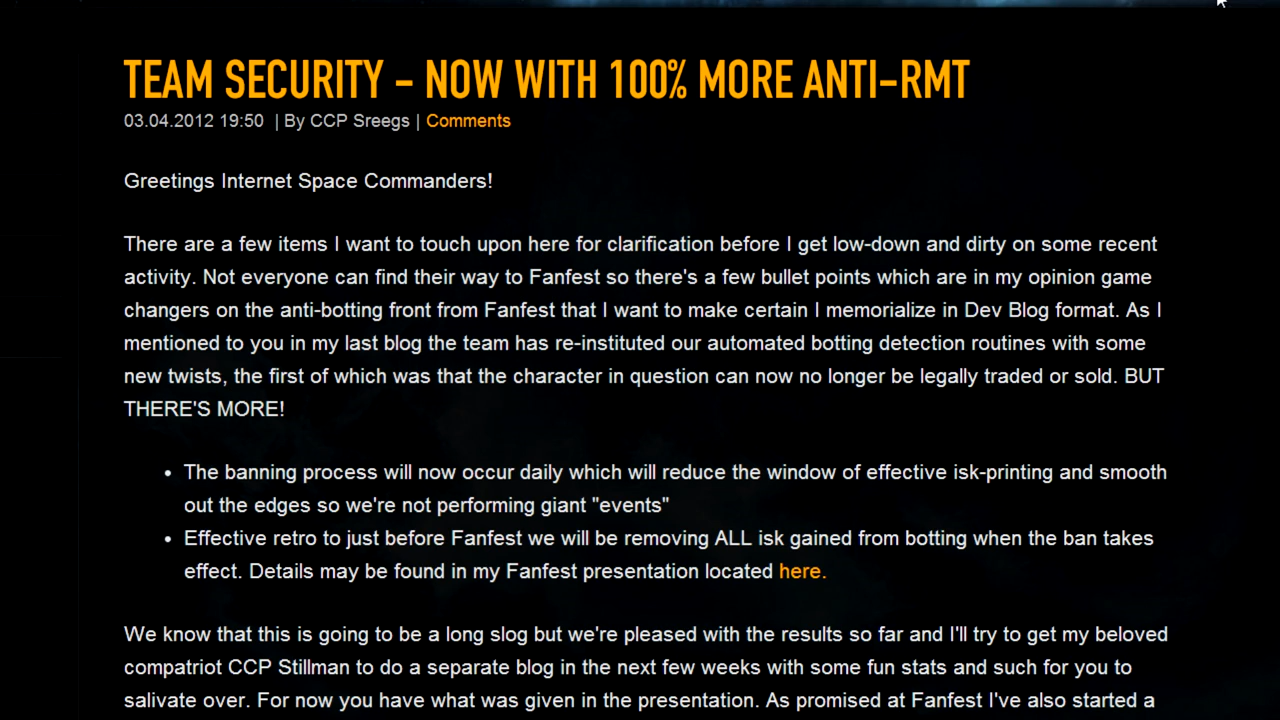 TEAM SECURITY - NOW WITH 100% MORE ANTI-RMT
03.04.2012 19:50 | By CCP Sreegs | Comments
Greetings Internet Space Commanders!
There are a few items I want to touch upon here for clarification before I get low-down and dirty on some recent
activity. Not everyone can find their way to Fanfest so there's a few bullet points which are in my opinion game
changers on the anti-botting front from Fanfest that I want to make certain I memorialize in Dev Blog format. As I
mentioned to you in my last blog the team has re-instituted our automated botting detection routines with some
new twists, the first of which was that the character in question can now no longer be legally traded or sold. BUT
THERE'S MORE!
• The banning process will now occur daily which will reduce the window of effective isk-printing and smooth
out the edges so we're not performing giant "events"
• Effective retro to just before Fanfest we will be removing ALL isk gained from botting when the ban takes
effect. Details may be found in my Fanfest presentation located here.
We know that this is going to be a long slog but we're pleased with the results so far and I'll try to get my beloved
compatriot CCP Stillman to do a separate blog in the next few weeks with some fun stats and such for you to
salivate over. For now you have what was given in the presentation. As promised at Fanfest I've also started a